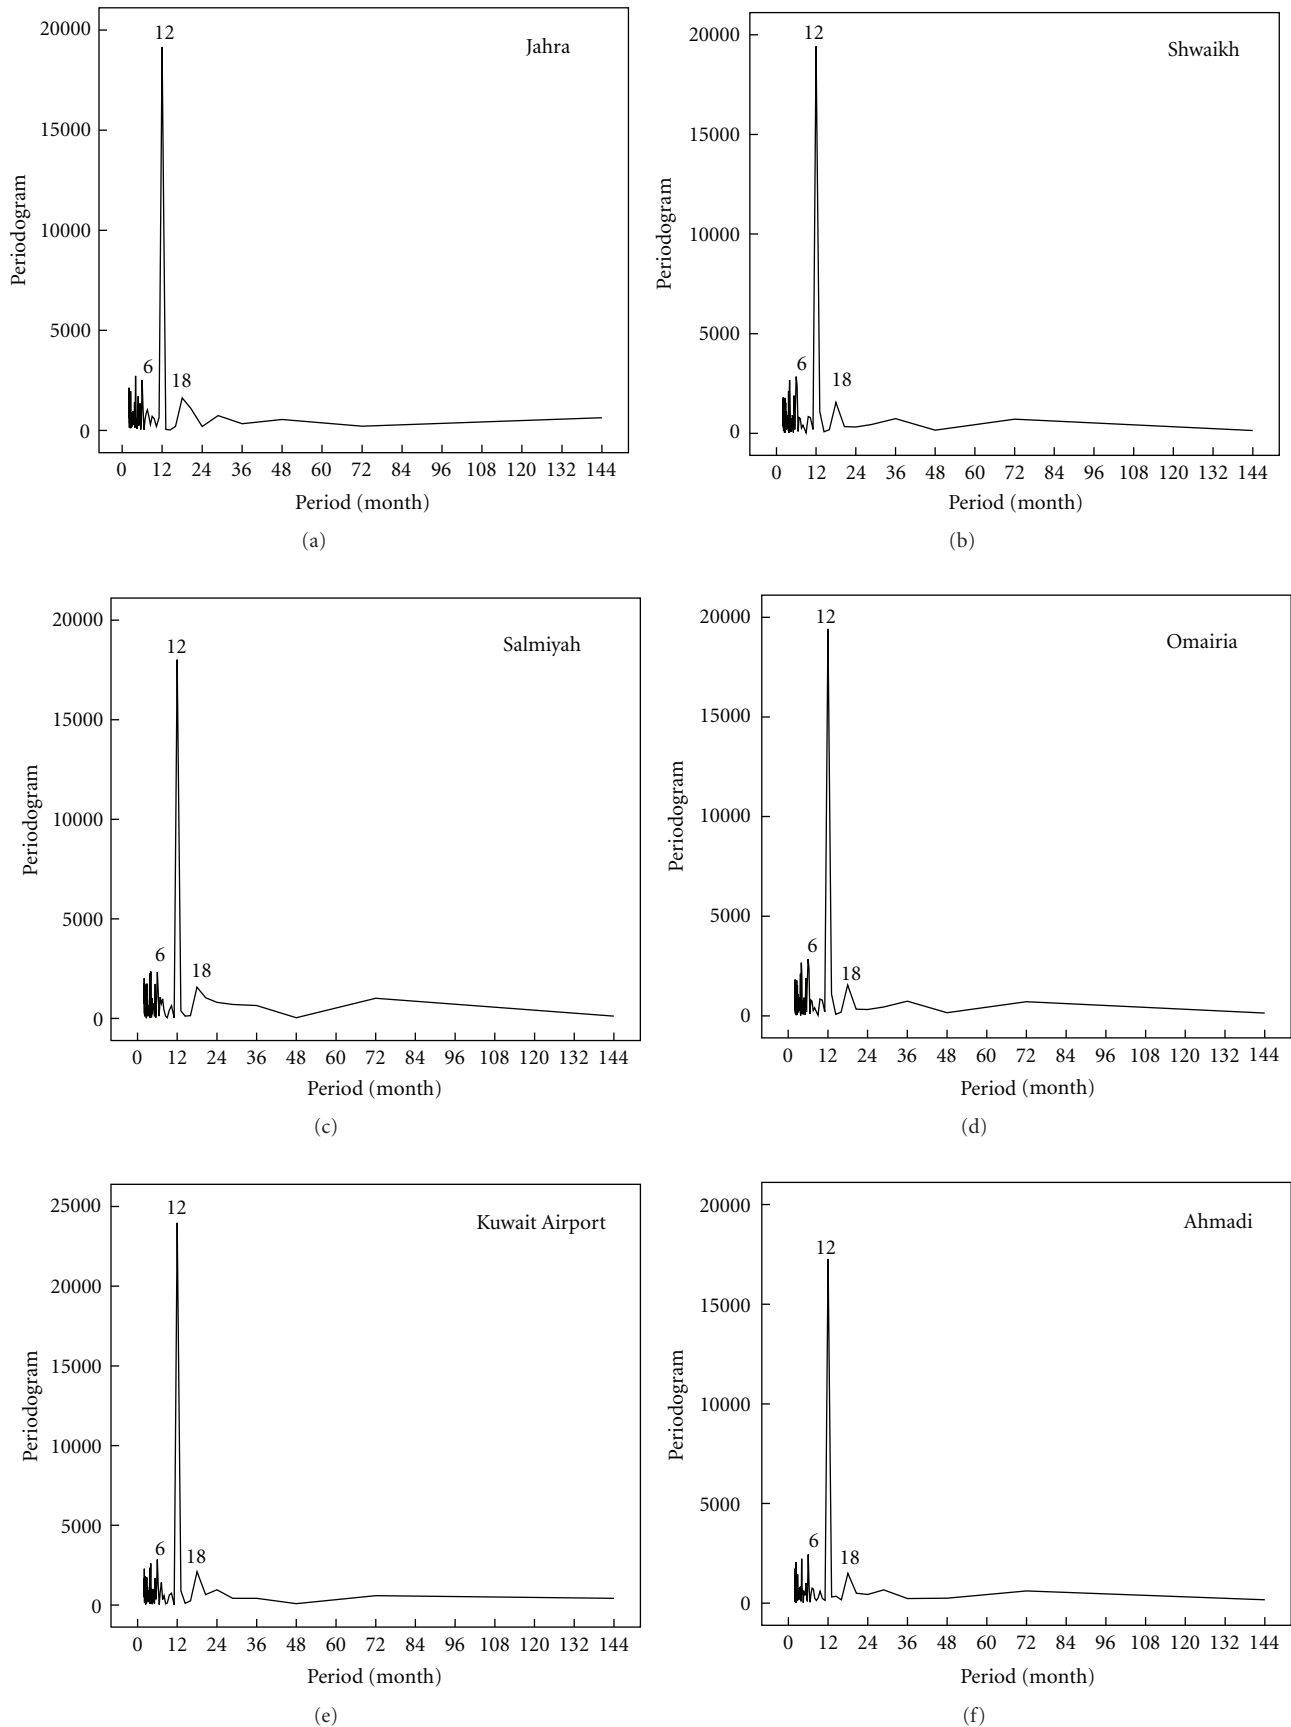 20000
15000
10000
5000
0
Periodogram
12
6
18
Jahra
0 12 24 36 48 60 72 84 96 108 120 132 144
Period (month)
(a)
20000
15000
10000
5000
0
Periodogram
12
6
18
Shwaikh
0 12 24 36 48 60 72 84 96 108 120 132 144
Period (month)
(b)
20000
15000
10000
5000
0
Periodogram
12
6
18
Salmiyah
0 12 24 36 48 60 72 84 96 108 120 132 144
Period (month)
(c)
20000
15000
10000
5000
0
Periodogram
12
6
18
Omairia
0 12 24 36 48 60 72 84 96 108 120 132 144
Period (month)
(d)
25000
20000
15000
10000
5000
0
Periodogram
12
6
18
Kuwait Airport
0 12 24 36 48 60 72 84 96 108 120 132 144
Period (month)
(e)
20000
15000
10000
5000
0
Periodogram
12
6
18
Ahmadi
0 12 24 36 48 60 72 84 96 108 120 132 144
Period (month)
(f)